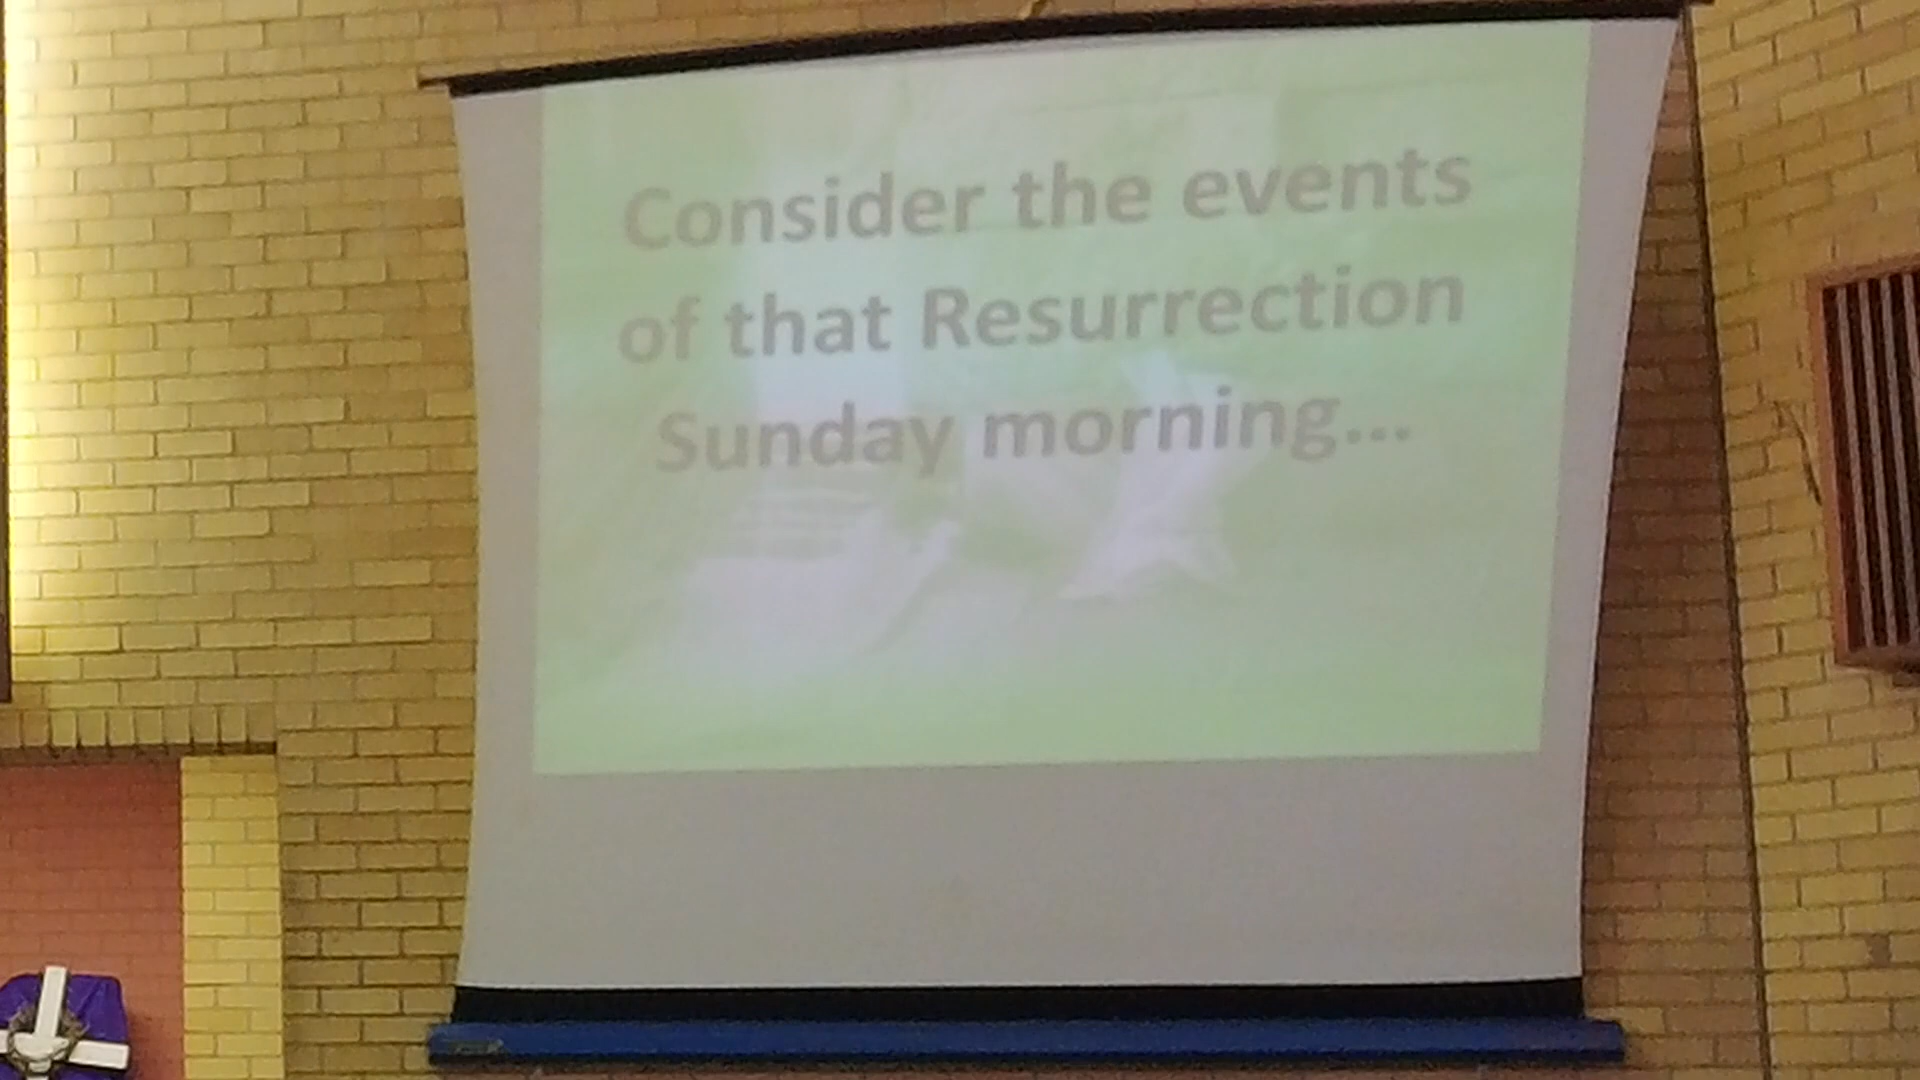 Consider the events
of that Resurrection
Sunday morning...